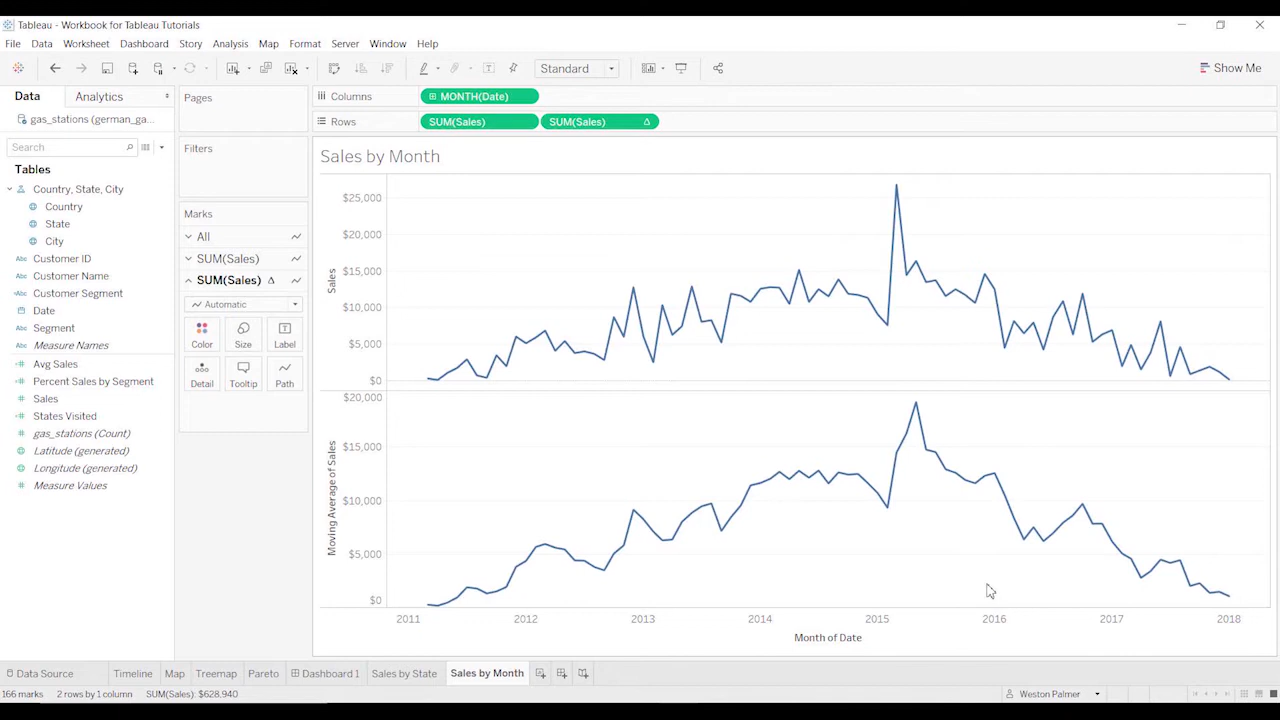 Tableau - Workbook for Tableau Tutorials
File Data Worksheet Dashboard Story Analysis Map Format Server Window Help
Standard
Show Me
Data Analytics
Pages
Columns MONTH(Date)
gas_stations (german_ga...
Rows SUM(Sales) SUM(Sales) Δ
Search
Filters
Sales by Month
Tables
Country, State, City
Country
State
City
Customer ID
Customer Name
Customer Segment
Date
Segment
Measure Names
Avg Sales
Percent Sales by Segment
Sales
States Visited
gas_stations (Count)
Latitude (generated)
Longitude (generated)
Measure Values
Marks
All
SUM(Sales)
SUM(Sales) Δ
Automatic
Color Size Label
Detail Tooltip Path
Sales
$25,000
$20,000
$15,000
$10,000
$5,000
$0
Moving Average of Sales
$20,000
$15,000
$10,000
$5,000
$0
2011 2012 2013 2014 2015 2016 2017 2018
Month of Date
Data Source Timeline Map Treemap Pareto Dashboard 1 Sales by State Sales by Month
166 marks 2 rows by 1 column SUM(Sales): $628,940 Weston Palmer